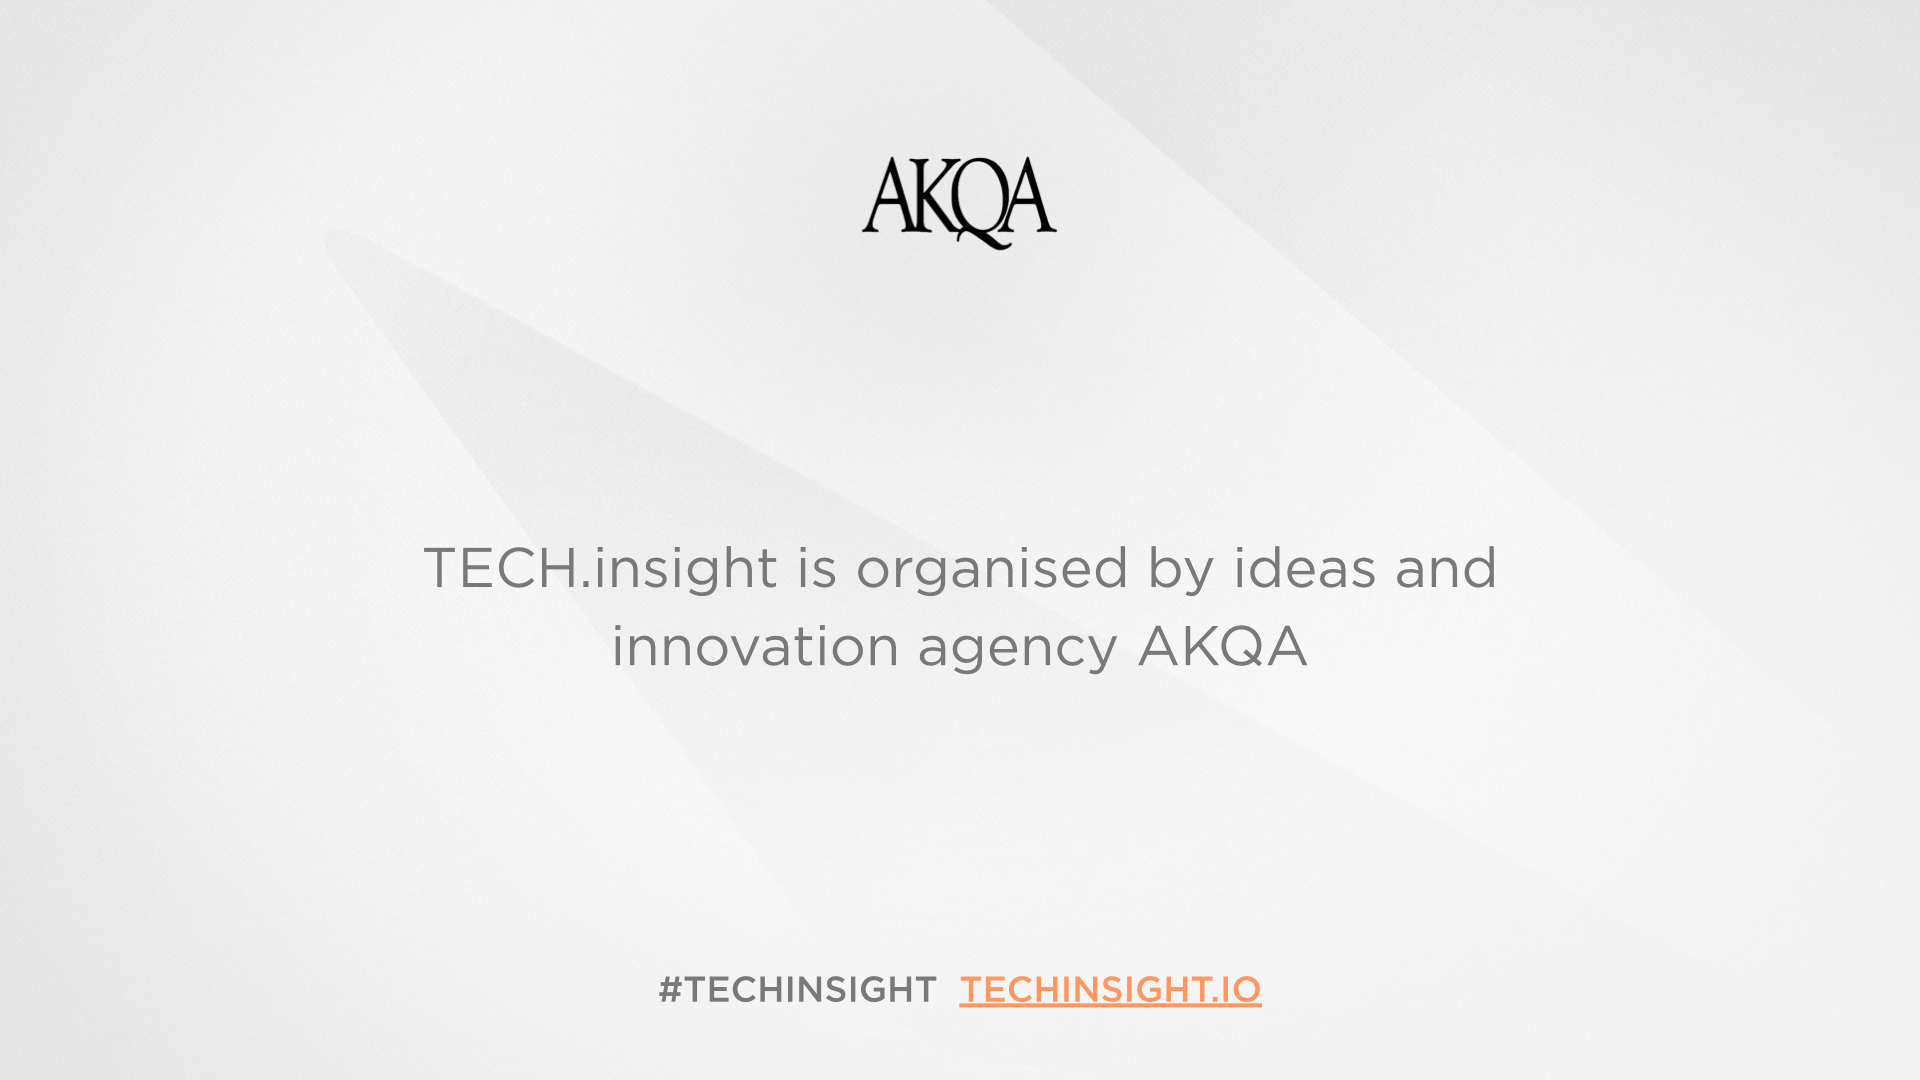 AKQA
TECH.insight is organised by ideas and
innovation agency AKQA
#TECHINSIGHT TECHINSIGHT.IO